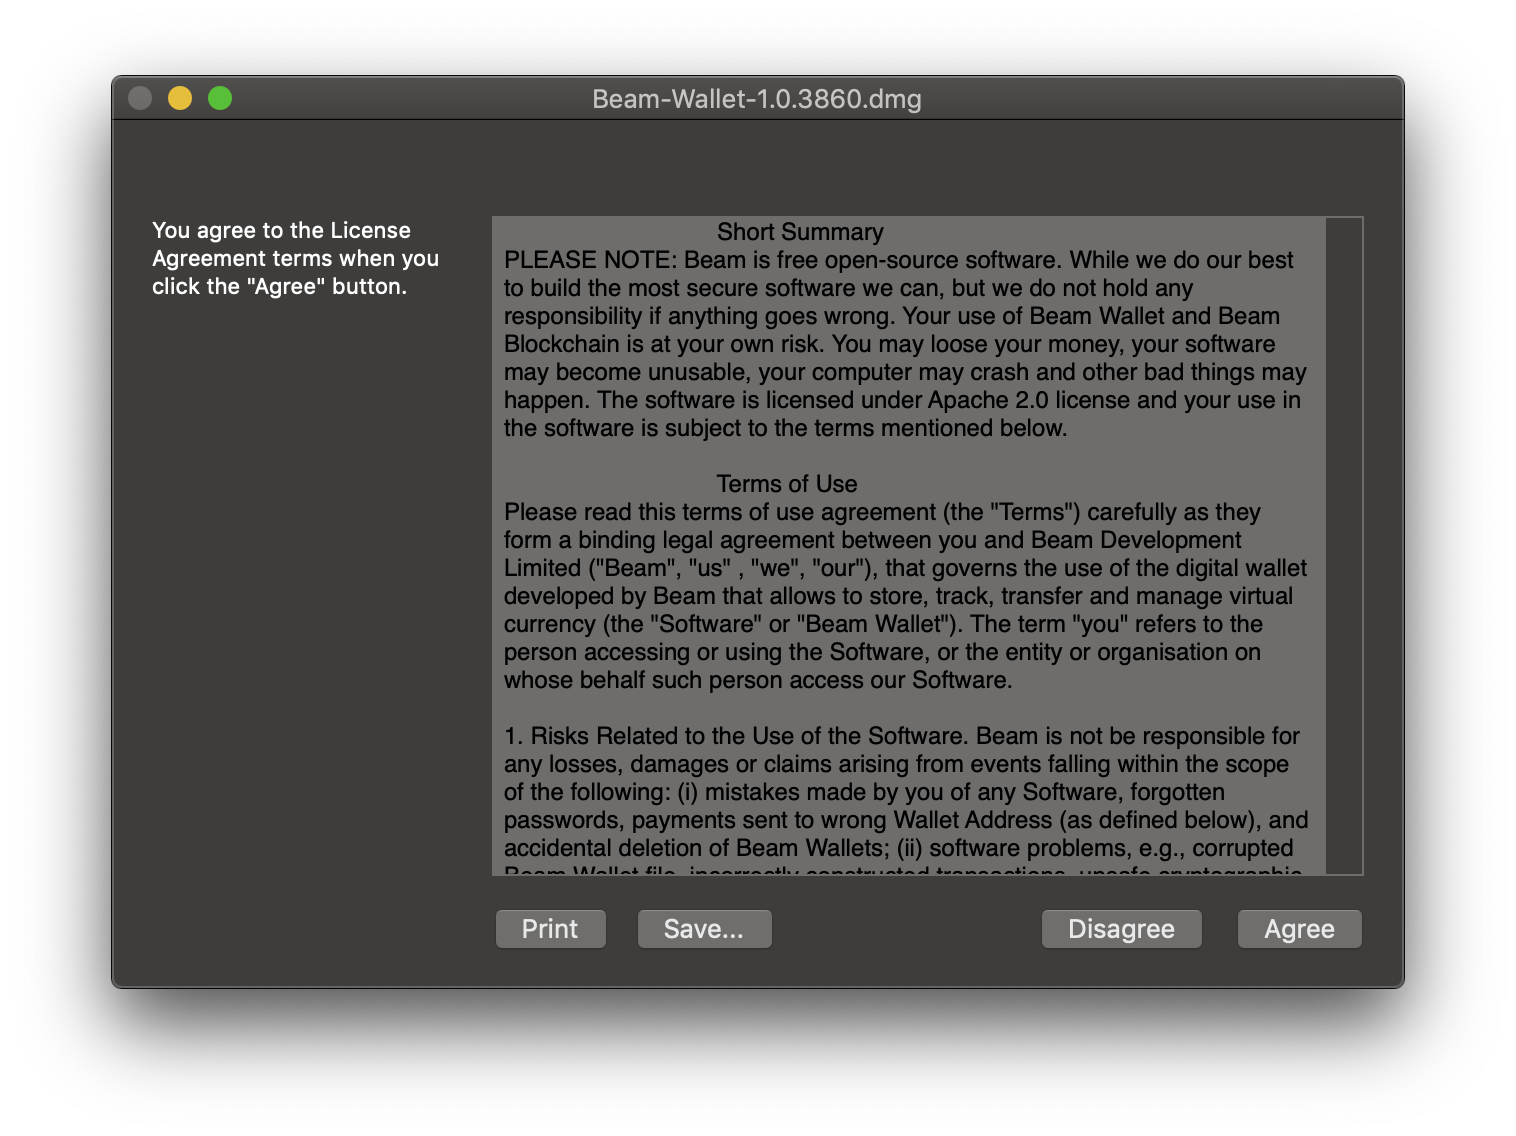 Beam-Wallet-1.0.3860.dmg
You agree to the License
Agreement terms when you
click the "Agree" button.
Short Summary
PLEASE NOTE: Beam is free open-source software. While we do our best
to build the most secure software we can, but we do not hold any
responsibility if anything goes wrong. Your use of Beam Wallet and Beam
Blockchain is at your own risk. You may loose your money, your software
may become unusable, your computer may crash and other bad things may
happen. The software is licensed under Apache 2.0 license and your use in
the software is subject to the terms mentioned below.
Terms of Use
Please read this terms of use agreement (the "Terms") carefully as they
form a binding legal agreement between you and Beam Development
Limited ("Beam", "us" , "we", "our"), that governs the use of the digital wallet
developed by Beam that allows to store, track, transfer and manage virtual
currency (the "Software" or "Beam Wallet"). The term "you" refers to the
person accessing or using the Software, or the entity or organisation on
whose behalf such person access our Software.
1. Risks Related to the Use of the Software. Beam is not be responsible for
any losses, damages or claims arising from events falling within the scope
of the following: (i) mistakes made by you of any Software, forgotten
passwords, payments sent to wrong Wallet Address (as defined below), and
accidental deletion of Beam Wallets; (ii) software problems, e.g., corrupted
Beam Wallet file, incorrectly constructed transactions, unsafe cryptographic
Print
Save...
Disagree
Agree